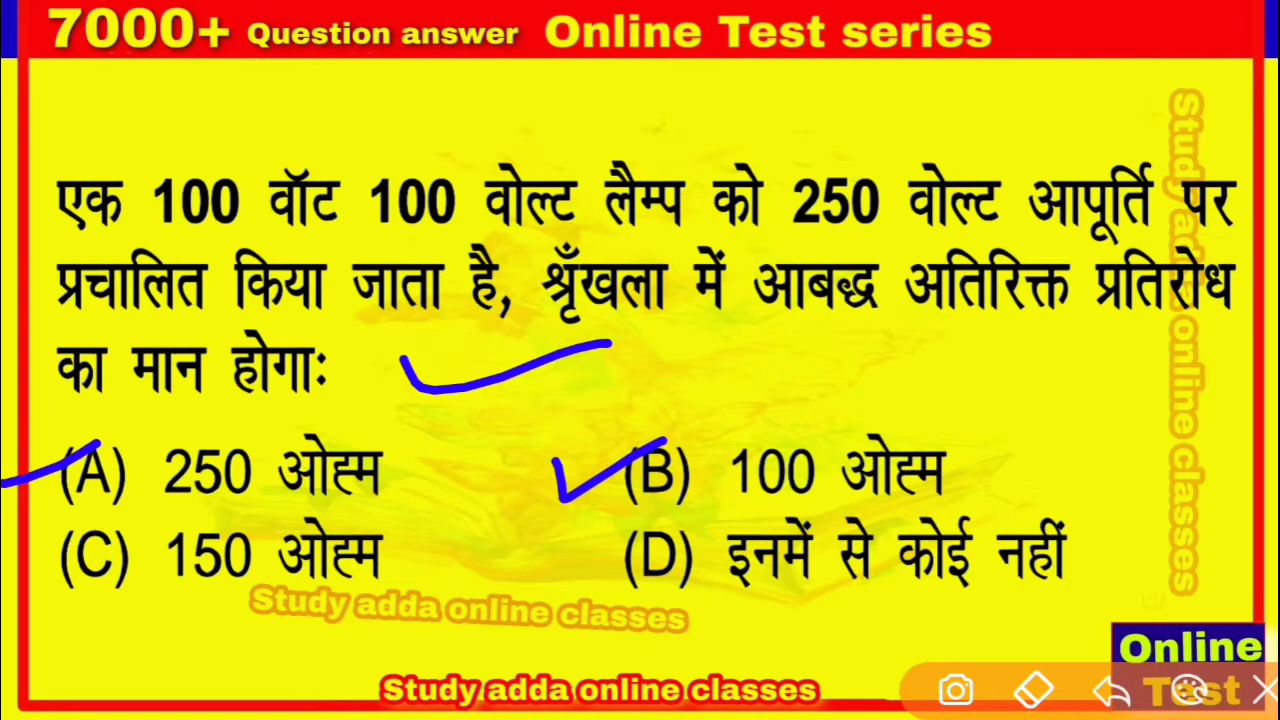 7000+ Question answer Online Test series
एक 100 वॉट 100 वोल्ट लैम्प को 250 वोल्ट आपूर्ति पर
प्रचालित किया जाता है, श्रृँखला में आबद्ध अतिरिक्त प्रतिरोध
का मान होगाः
(A) 250 ओह्म (B) 100 ओह्म
(C) 150 ओह्म (D) इनमें से कोई नहीं
Study adda online classes
Study adda online classes
Online
Test
Study adda online classes